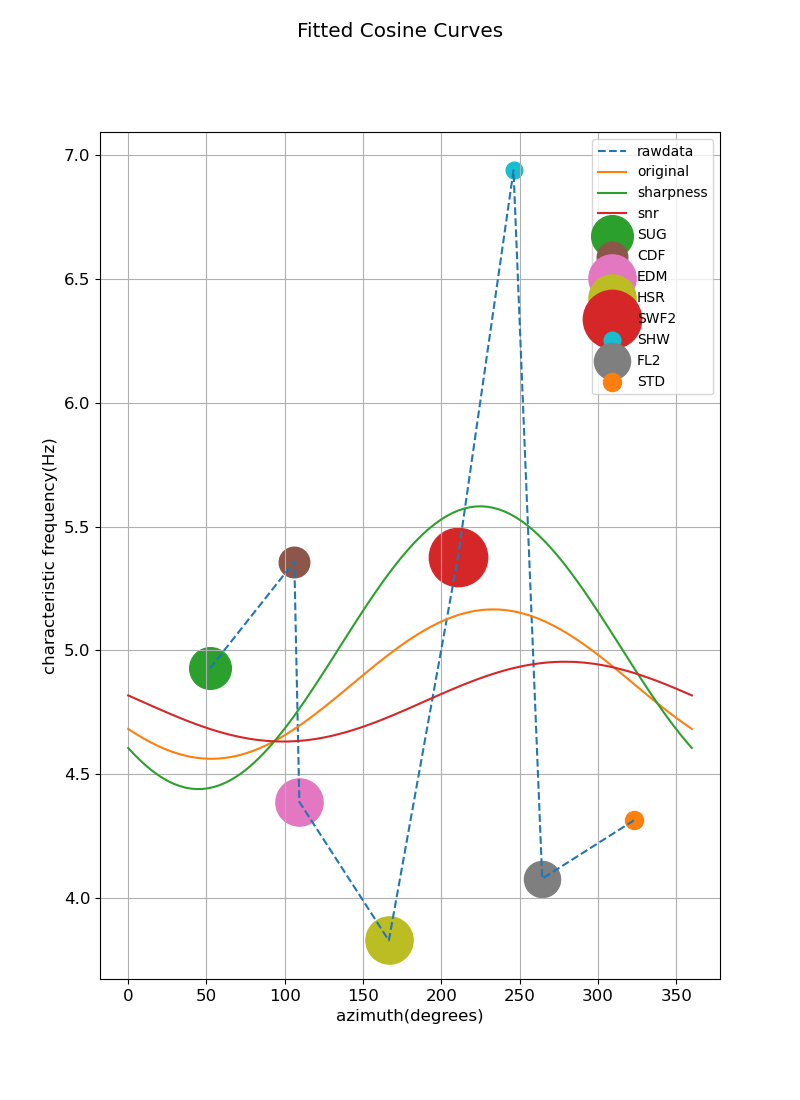 Fitted Cosine Curves
characteristic frequency(Hz)
7.0
6.5
6.0
5.5
5.0
4.5
4.0
rawdata
original
sharpness
snr
SUG
CDF
EDM
HSR
SWF2
SHW
FL2
STD
0 50 100 150 200 250 300 350
azimuth(degrees)